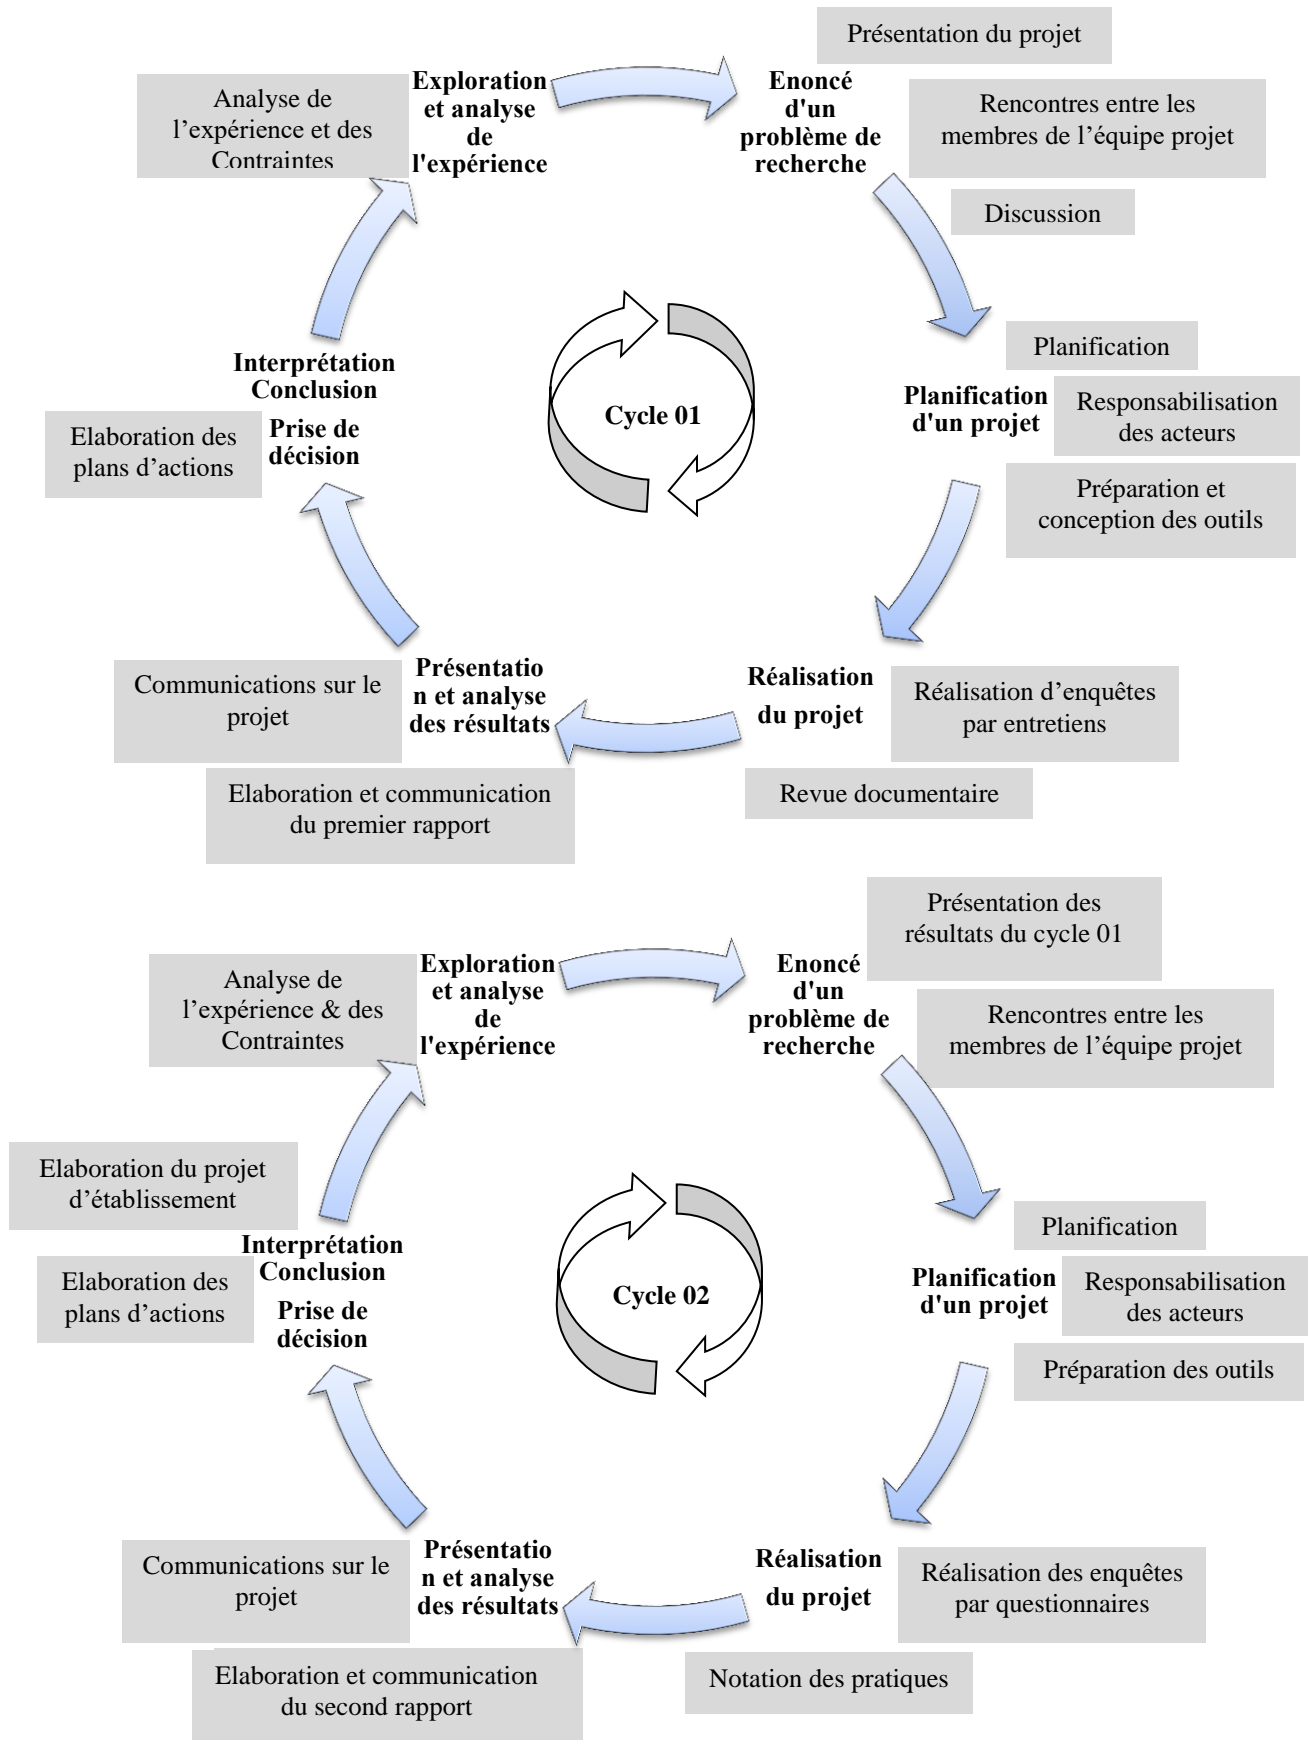 Présentation du projet
Exploration
et analyse
de
l'expérience
Enoncé
d'un
problème de
recherche
Analyse de
l’expérience et des
Contraintes
Rencontres entre les
membres de l’équipe projet
Discussion
Planification
Interprétation
Conclusion
Prise de
décision
Cycle 01
Planification
d'un projet
Responsabilisation
des acteurs
Elaboration des
plans d’actions
Préparation et
conception des outils
Communications sur le
projet
Présentatio
n et analyse
des résultats
Réalisation
du projet
Réalisation d’enquêtes
par entretiens
Elaboration et communication
du premier rapport
Revue documentaire
Présentation des
résultats du cycle 01
Exploration
et analyse
de
l'expérience
Enoncé
d'un
problème de
recherche
Analyse de
l’expérience & des
Contraintes
Rencontres entre les
membres de l’équipe projet
Elaboration du projet
d’établissement
Planification
Interprétation
Conclusion
Prise de
décision
Elaboration des
plans d’actions
Cycle 02
Planification
d'un projet
Responsabilisation
des acteurs
Préparation des outils
Communications sur le
projet
Présentatio
n et analyse
des résultats
Réalisation
du projet
Réalisation des enquêtes
par questionnaires
Elaboration et communication
du second rapport
Notation des pratiques